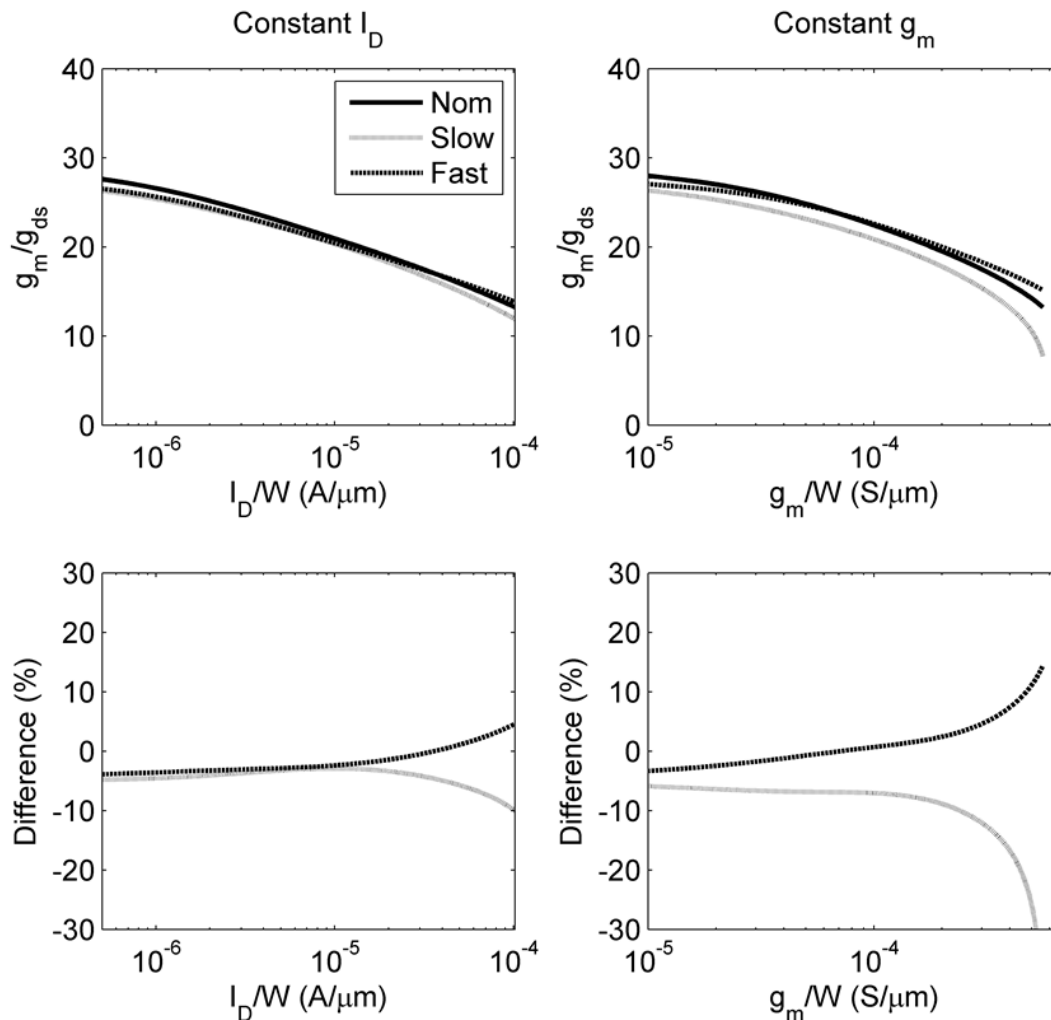 Constant I_D
Constant g_m
40
30
20
10
0
g_m/g_ds
Nom
Slow
Fast
10^-6
10^-5
10^-4
I_D/W (A/μm)
40
30
20
10
0
g_m/g_ds
10^-5
10^-4
g_m/W (S/μm)
30
20
10
0
-10
-20
-30
Difference (%)
10^-6
10^-5
10^-4
I_D/W (A/μm)
30
20
10
0
-10
-20
-30
Difference (%)
10^-5
10^-4
g_m/W (S/μm)